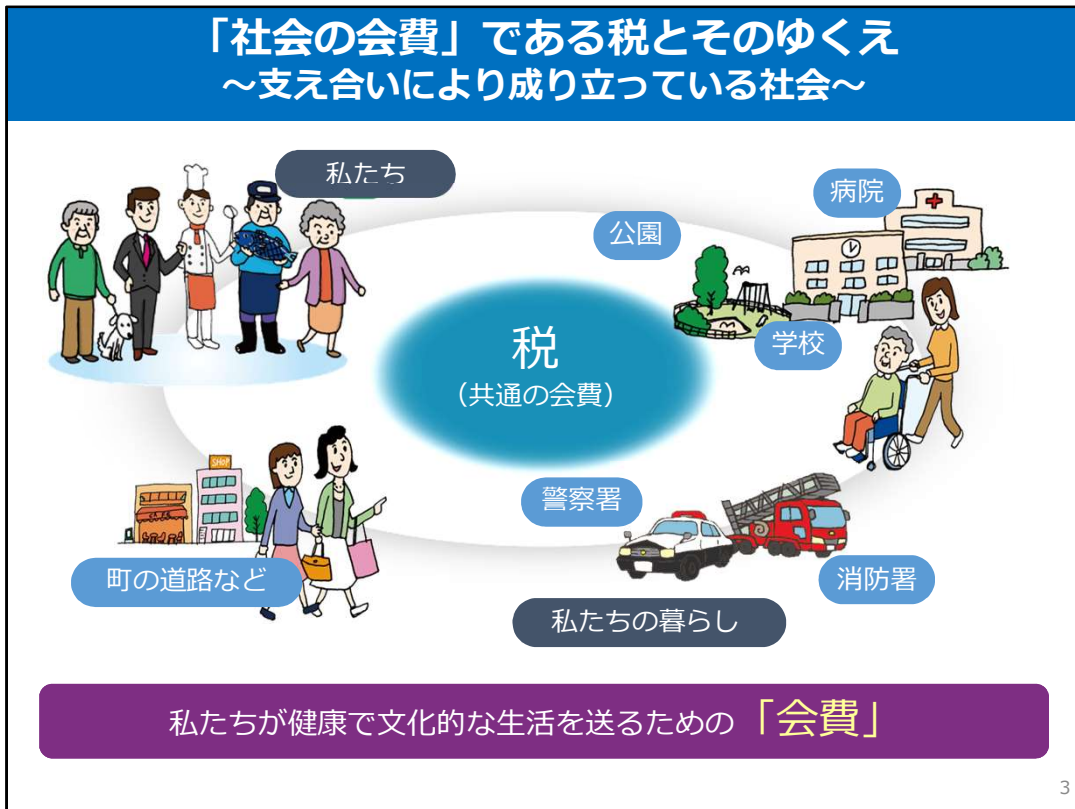 「社会の会費」である税とそのゆくえ
～支え合いにより成り立っている社会～
私たち
病院
公園
学校
税
（共通の会費）
SHOP
警察署
町の道路など
消防署
私たちの暮らし
私たちが健康で文化的な生活を送るための「会費」
3